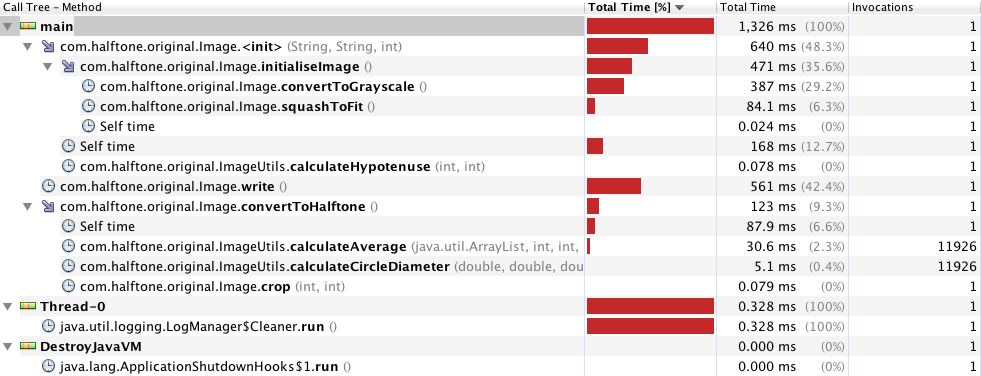 Call Tree - Method Total Time [%] Total Time Invocations
main 1,326 ms (100%) 1
com.halftone.original.Image.<init> (String, String, int) 640 ms (48.3%) 1
com.halftone.original.Image.initialiseImage () 471 ms (35.6%) 1
com.halftone.original.Image.convertToGrayscale () 387 ms (29.2%) 1
com.halftone.original.Image.squashToFit () 84.1 ms (6.3%) 1
Self time 0.024 ms (0%) 1
Self time 168 ms (12.7%) 1
com.halftone.original.ImageUtils.calculateHypotenuse (int, int) 0.078 ms (0%) 1
com.halftone.original.Image.write () 561 ms (42.4%) 1
com.halftone.original.Image.convertToHalftone () 123 ms (9.3%) 1
Self time 87.9 ms (6.6%) 1
com.halftone.original.ImageUtils.calculateAverage (java.util.ArrayList, int, int, 30.6 ms (2.3%) 11926
com.halftone.original.ImageUtils.calculateCircleDiameter (double, double, dou 5.1 ms (0.4%) 11926
com.halftone.original.Image.crop (int, int) 0.079 ms (0%) 1
Thread-0 0.328 ms (100%) 1
java.util.logging.LogManager$Cleaner.run () 0.328 ms (100%) 1
DestroyJavaVM 0.000 ms (0%) 1
java.lang.ApplicationShutdownHooks$1.run () 0.000 ms (0%) 1